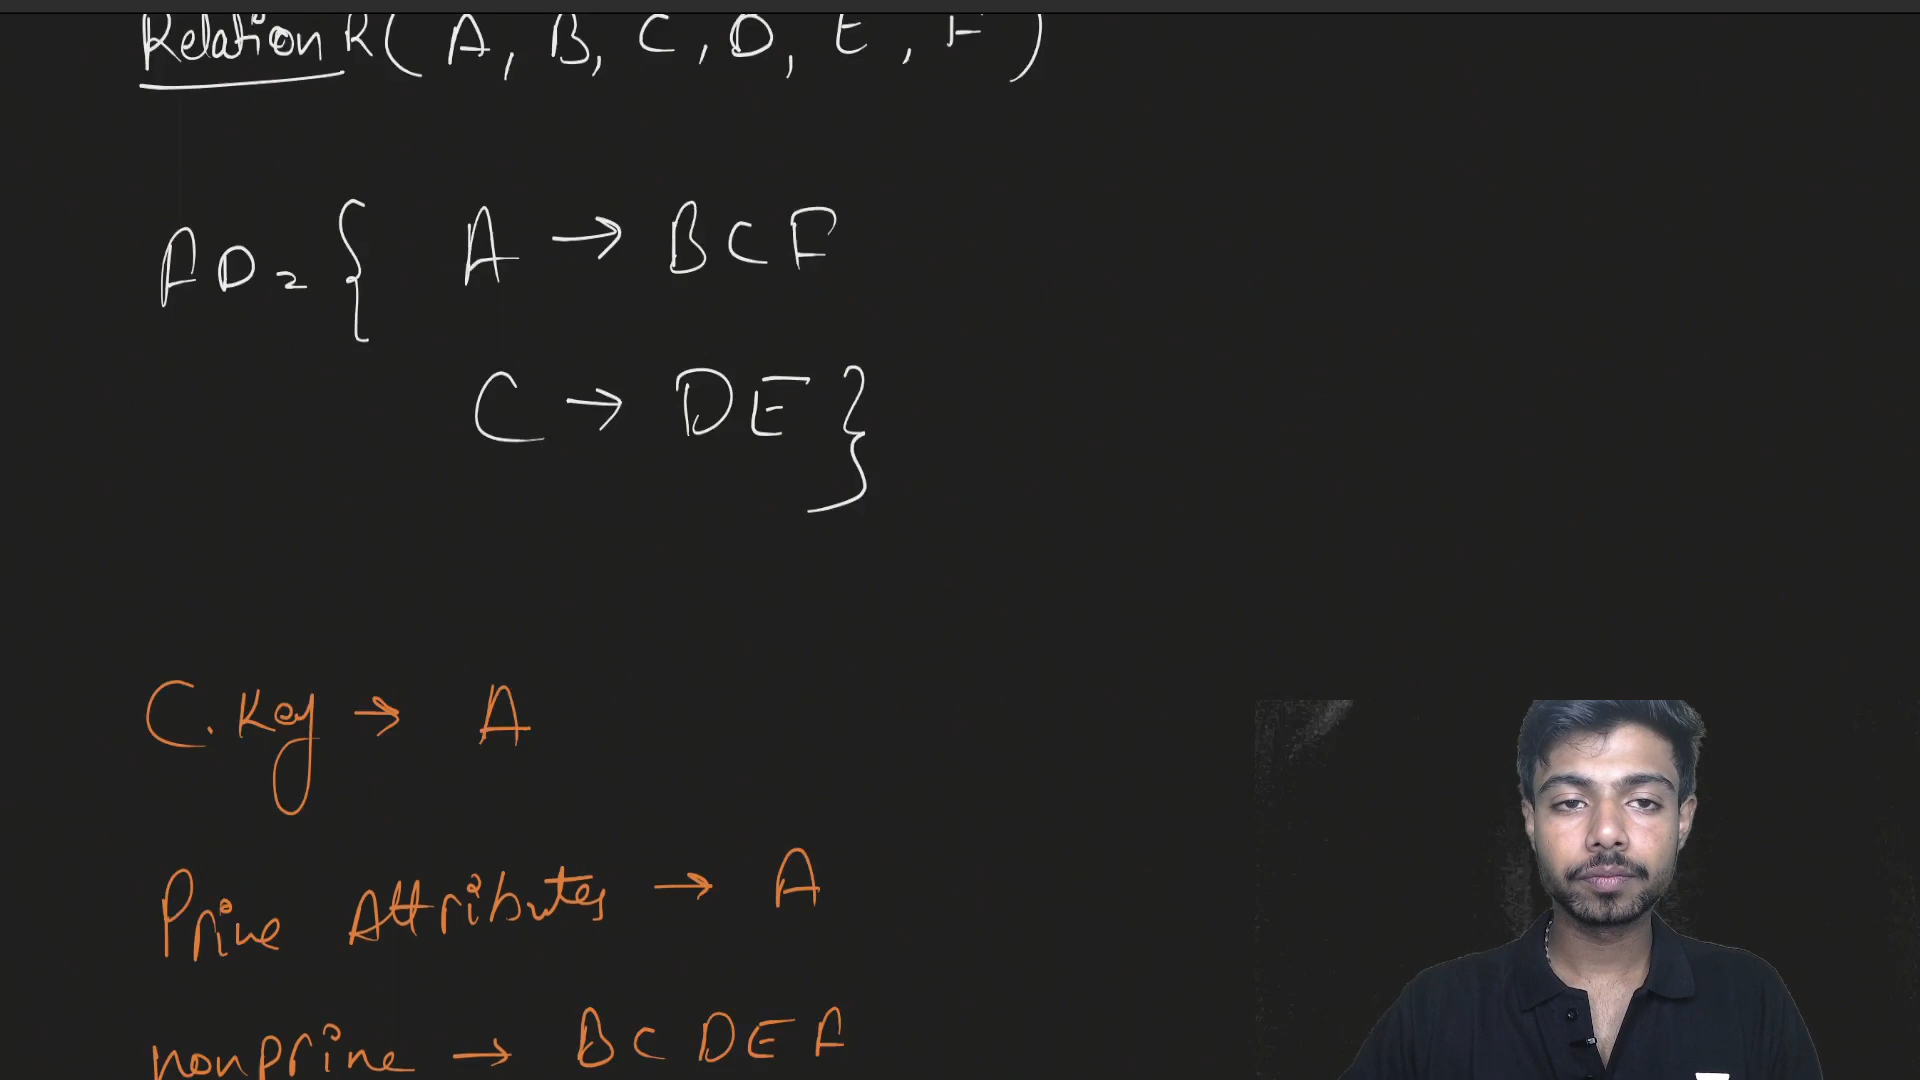 Relation R( A, B, C, D, E, F )
FD = { A → BCF
C → DE }
C. Key → A
Prime Attributes → A
nonprime → BCDEF